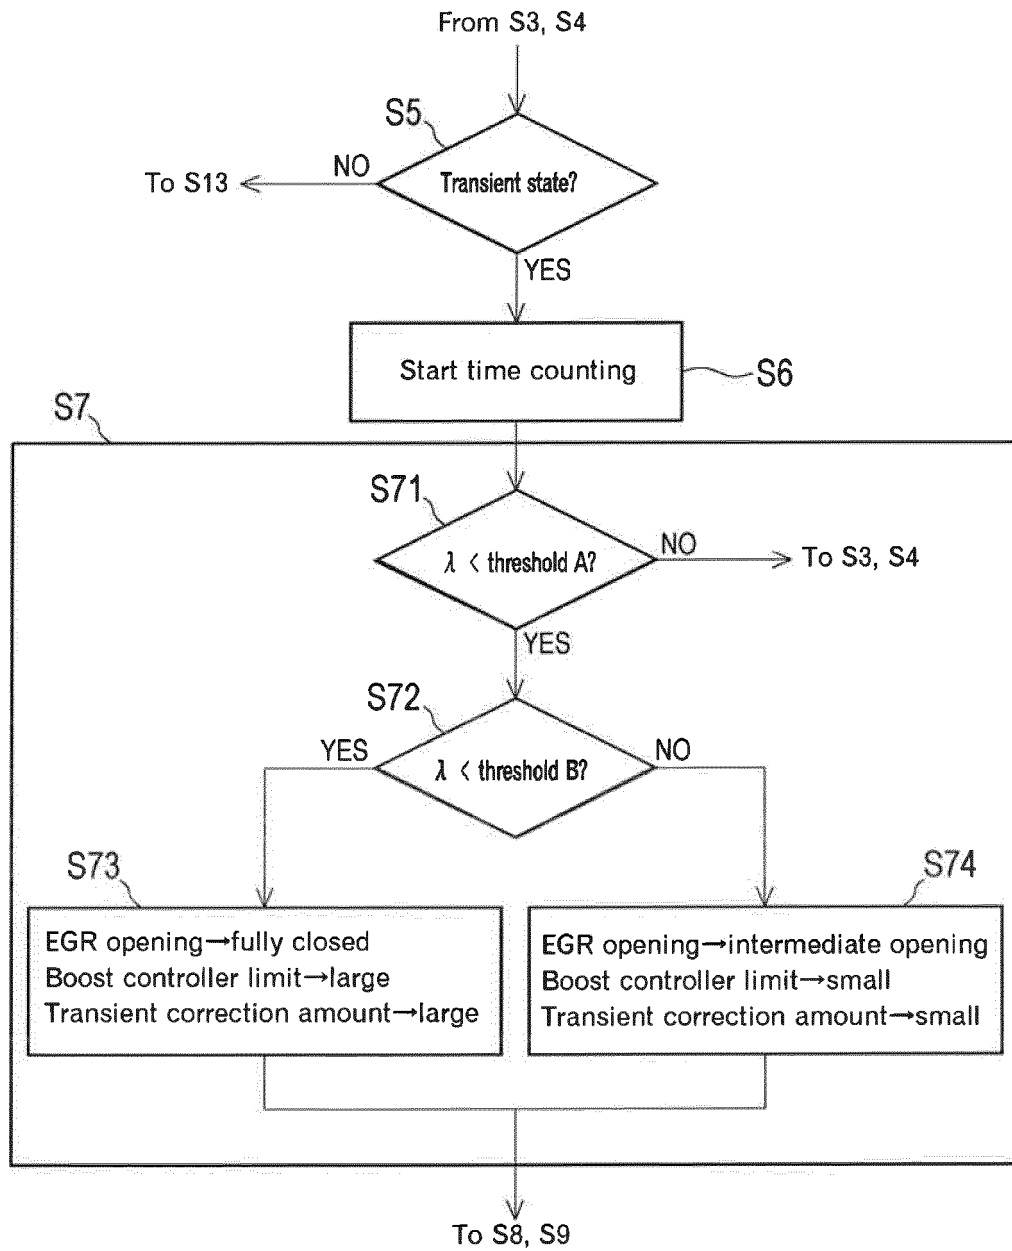 From S3, S4
S5
Transient state?
NO
To S13
YES
Start time counting
S6
S7
S71
λ < threshold A?
NO
To S3, S4
YES
S72
λ < threshold B?
YES
NO
S73
EGR opening→fully closed
Boost controller limit→large
Transient correction amount→large
S74
EGR opening→intermediate opening
Boost controller limit→small
Transient correction amount→small
To S8, S9